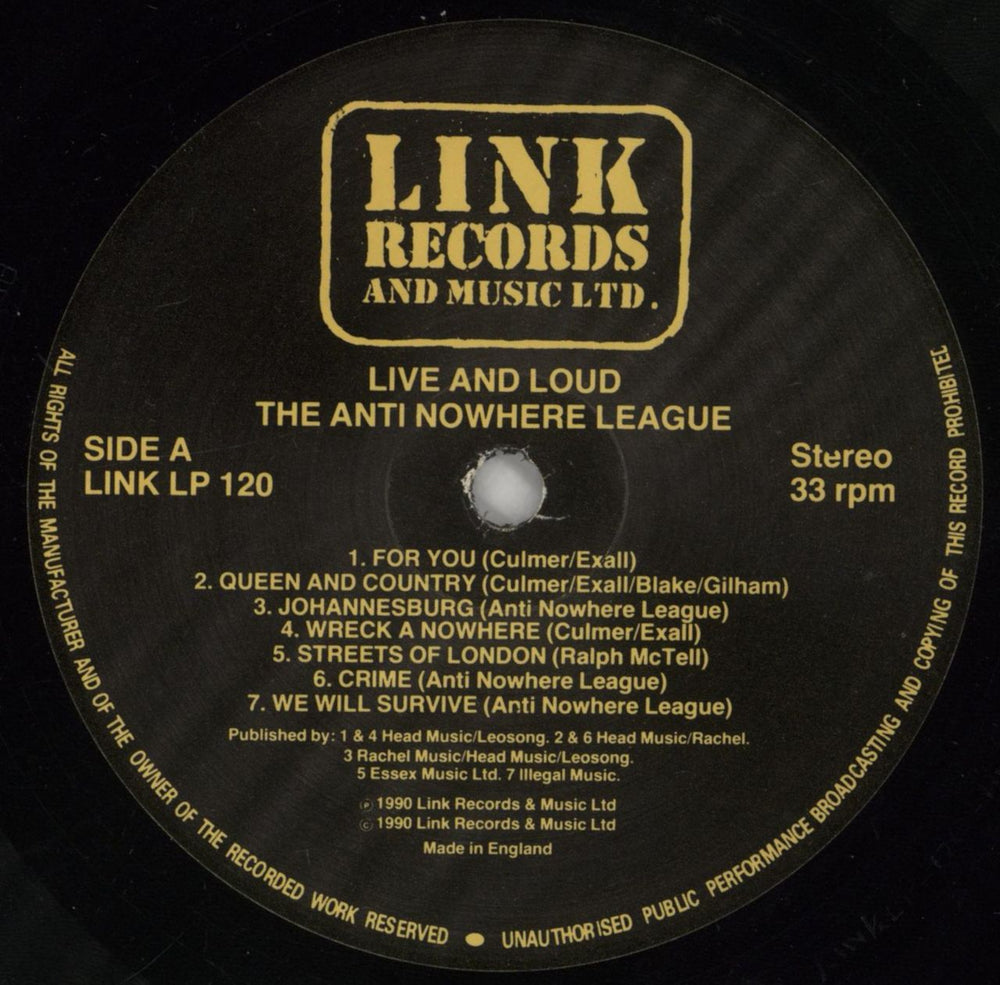 LINK
RECORDS
AND MUSIC LTD.
LIVE AND LOUD
THE ANTI NOWHERE LEAGUE
SIDE A
LINK LP 120
Stereo
33 rpm
1. FOR YOU (Culmer/Exall)
2. QUEEN AND COUNTRY (Culmer/Exall/Blake/Gilham)
3. JOHANNESBURG (Anti Nowhere League)
4. WRECK A NOWHERE (Culmer/Exall)
5. STREETS OF LONDON (Ralph McTell)
6. CRIME (Anti Nowhere League)
7. WE WILL SURVIVE (Anti Nowhere League)
Published by: 1 & 4 Head Music/Leosong. 2 & 6 Head Music/Rachel.
3 Rachel Music/Head Music/Leosong.
5 Essex Music Ltd. 7 Illegal Music.
℗ 1990 Link Records & Music Ltd
© 1990 Link Records & Music Ltd
Made in England
ALL RIGHTS OF THE MANUFACTURER AND OF THE OWNER OF THE RECORDED WORK RESERVED ● UNAUTHORISED PUBLIC PERFORMANCE BROADCASTING AND COPYING OF THIS RECORD PROHIBITED